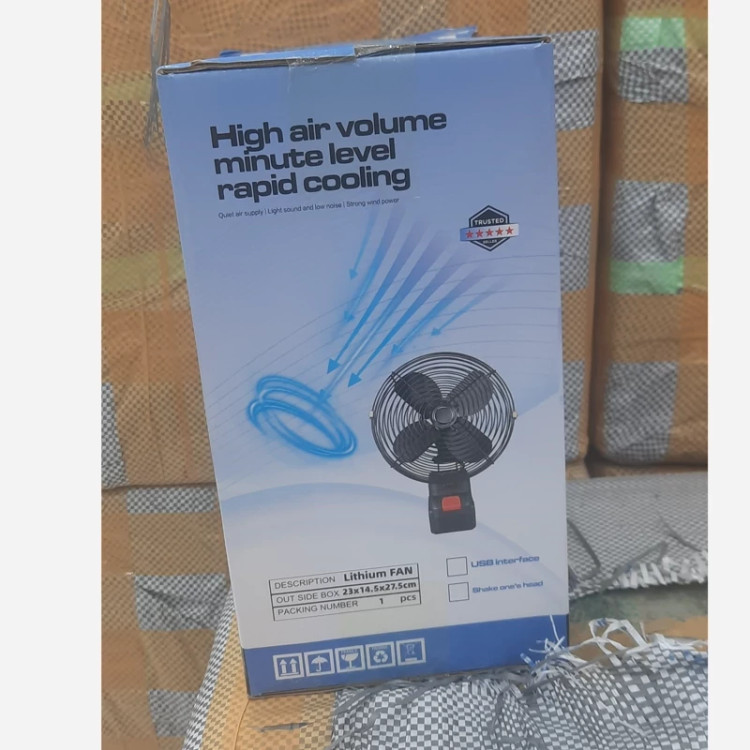 High air volume
minute level
rapid cooling
Quiet air supply | Light sound and low noise | Strong wind power
TRUSTED
DESCRIPTION Lithium FAN
OUT SIDE BOX 23x14.5x27.5cm
PACKING NUMBER 1 pcs
USB Interface
Shake one's head